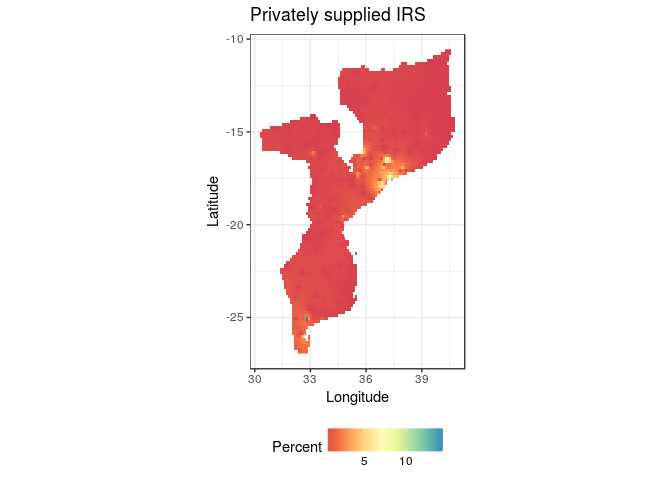 Privately supplied IRS
-10
-15
-20
-25
Latitude
30 33 36 39
Longitude
Percent
5 10